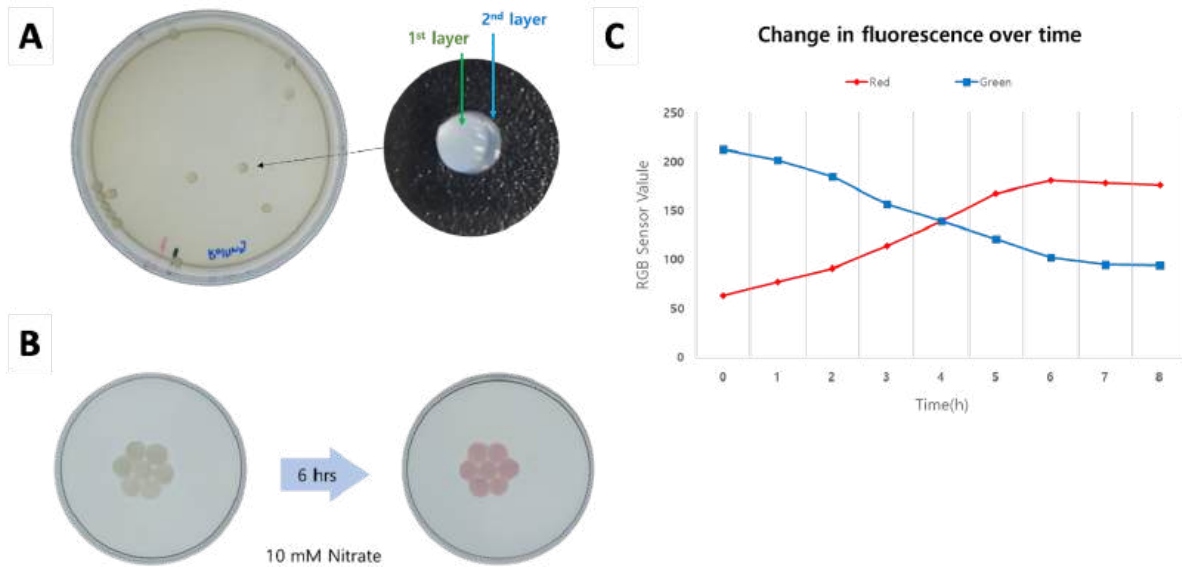 A
1st layer
2nd layer
B
6 hrs
10 mM Nitrate
C
Change in fluorescence over time
Red
Green
RGB Sensor Valule
250
200
150
100
50
0
0 1 2 3 4 5 6 7 8
Time(h)